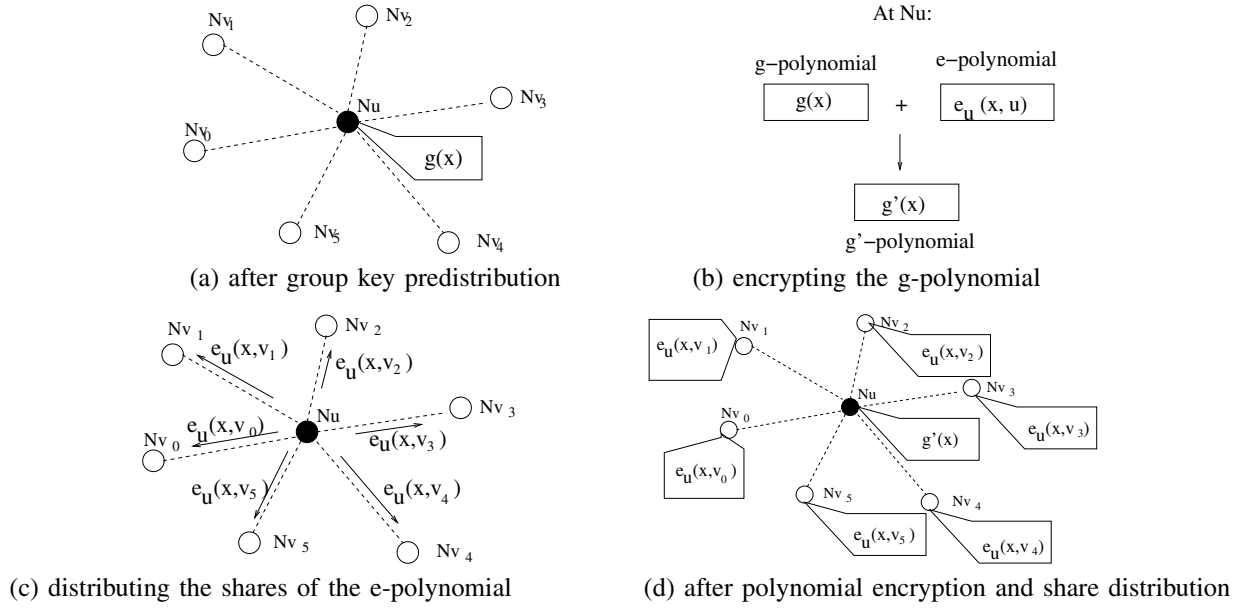 Nv1
Nv2
Nv3
Nu
Nv0
g(x)
Nv5
Nv4
(a) after group key predistribution
At Nu:
g−polynomial
e−polynomial
g(x)
+
eu (x, u)
g’(x)
g’−polynomial
(b) encrypting the g-polynomial
Nv 1
Nv 2
eu(x,v1)
eu(x,v2)
Nu
Nv 3
eu(x,v0)
eu(x,v3)
Nv 0
eu(x,v5)
eu(x,v4)
Nv 5
Nv 4
(c) distributing the shares of the e-polynomial
Nv 1
Nv 2
eu(x,v1)
eu(x,v2)
Nv 3
Nu
Nv 0
eu(x,v3)
g’(x)
eu(x,v0)
Nv 5
Nv 4
eu(x,v5)
eu(x,v4)
(d) after polynomial encryption and share distribution